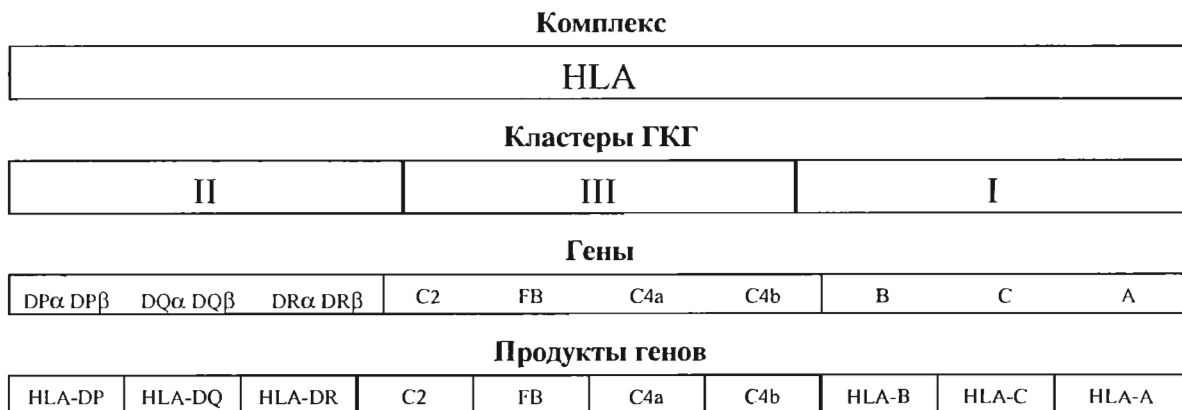 Комплекс
HLA
Кластеры ГКГ
II III I
Гены
DPα DPβ DQα DQβ DRα DRβ C2 FB C4a C4b B C A
Продукты генов
HLA-DP HLA-DQ HLA-DR C2 FB C4a C4b HLA-B HLA-C HLA-A